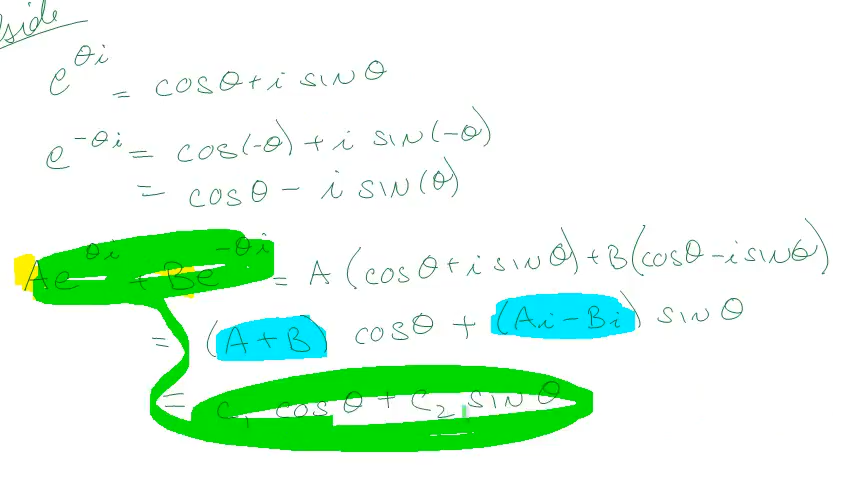 side
e^θi = cosθ + i sinθ
e^-θi = cos(-θ) + i sin(-θ)
= cosθ - i sin(θ)
Ae^θi + Be^-θi = A (cosθ + i sinθ) + B(cosθ - i sinθ)
= (A+B) cosθ + (Ai - Bi) sinθ
= C₁ cosθ + C₂ sinθ